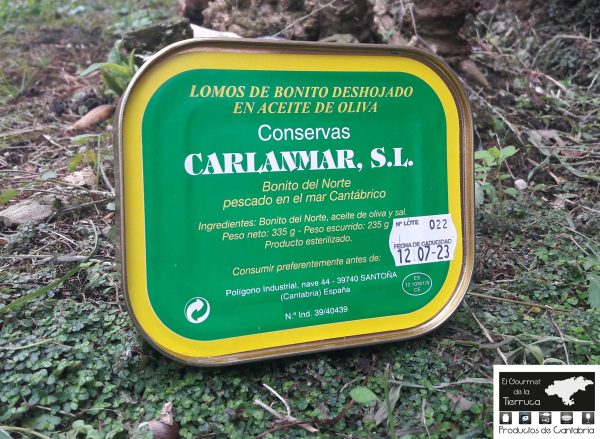 LOMOS DE BONITO DESHOJADO
EN ACEITE DE OLIVA
Conservas
CARLANMAR, S.L.
Bonito del Norte
pescado en el mar Cantábrico
Ingredientes: Bonito del Norte, aceite de oliva y sal.
Peso neto: 335 g - Peso escurrido: 235 g
Producto esterilizado.
Nº LOTE 022
FECHA DE CADUCIDAD
12 07-23
Consumir preferentemente antes de:
Polígono Industrial, nave 44 - 39740 SANTOÑA
(Cantabria) España
N.º Ind. 39/40439
ES
CE
El Gourmet
de la
Tierruca
Productos de Cantabria